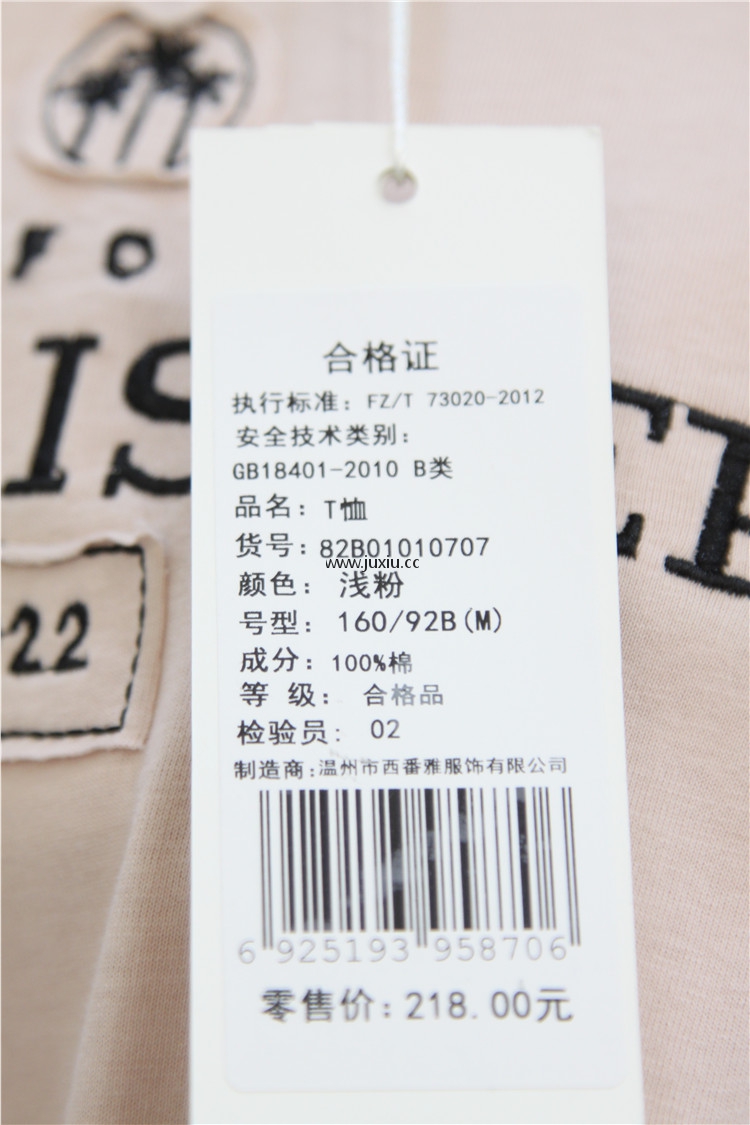 FO
IS
ER
22
合格证
执行标准：FZ/T 73020-2012
安全技术类别：
GB18401-2010 B类
品名：T恤
货号：82B01010707
www.juxiu.cc
颜色：浅粉
号型：160/92B(M)
成分：100%棉
等 级：合格品
检验员：02
制造商:温州市西番雅服饰有限公司
6 925193 958706
零售价：218.00元